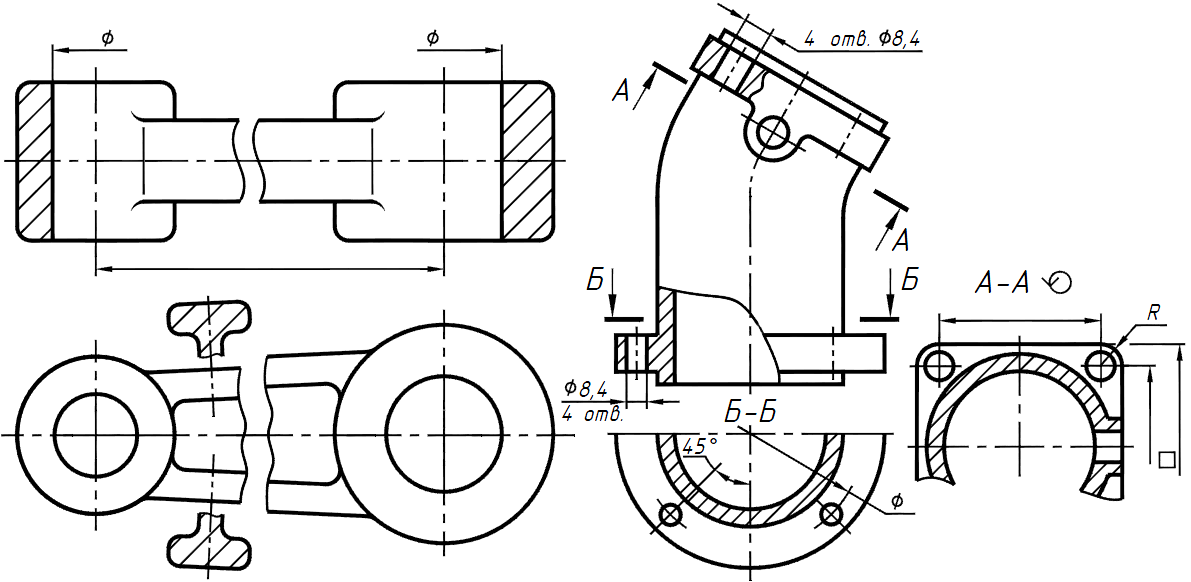 ϕ
ϕ
4 отв. ϕ8,4
А
А
Б
Б
А-А
R
ϕ8,4
4 отв.
Б-Б
45°
ϕ